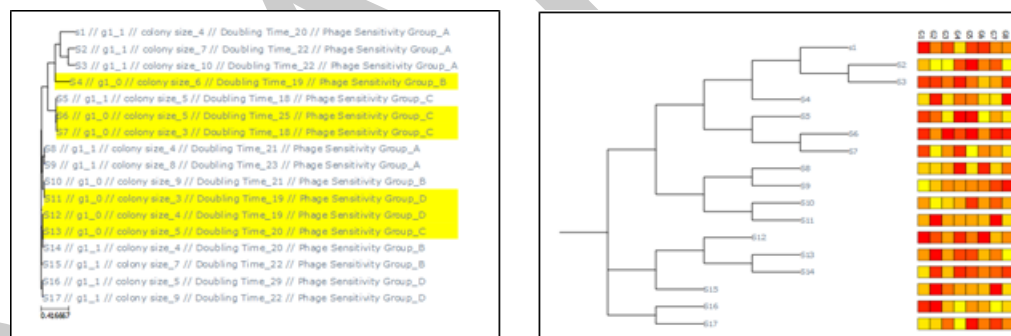 s1 // g1_1 // colony size_4 // Doubling Time_20 // Phage Sensitivity Group_A
S2 // g1_1 // colony size_7 // Doubling Time_22 // Phage Sensitivity Group_A
S3 // g1_1 // colony size_10 // Doubling Time_22 // Phage Sensitivity Group_A
S4 // g1_0 // colony size_6 // Doubling Time_19 // Phage Sensitivity Group_B
S5 // g1_1 // colony size_5 // Doubling Time_18 // Phage Sensitivity Group_C
S6 // g1_0 // colony size_5 // Doubling Time_25 // Phage Sensitivity Group_C
S7 // g1_0 // colony size_3 // Doubling Time_18 // Phage Sensitivity Group_C
S8 // g1_1 // colony size_4 // Doubling Time_21 // Phage Sensitivity Group_A
S9 // g1_1 // colony size_8 // Doubling Time_23 // Phage Sensitivity Group_A
S10 // g1_0 // colony size_9 // Doubling Time_21 // Phage Sensitivity Group_B
S11 // g1_0 // colony size_3 // Doubling Time_19 // Phage Sensitivity Group_D
S12 // g1_0 // colony size_4 // Doubling Time_19 // Phage Sensitivity Group_D
S13 // g1_0 // colony size_5 // Doubling Time_20 // Phage Sensitivity Group_C
S14 // g1_1 // colony size_4 // Doubling Time_20 // Phage Sensitivity Group_B
S15 // g1_1 // colony size_7 // Doubling Time_22 // Phage Sensitivity Group_B
S16 // g1_1 // colony size_5 // Doubling Time_29 // Phage Sensitivity Group_D
S17 // g1_1 // colony size_9 // Doubling Time_22 // Phage Sensitivity Group_D
0.416667
G1 G2 G3 G4 G5 G6 G7 G8
s1
S2
S3
S4
S5
S6
S7
S8
S9
S10
S11
S12
S13
S14
S15
S16
S17